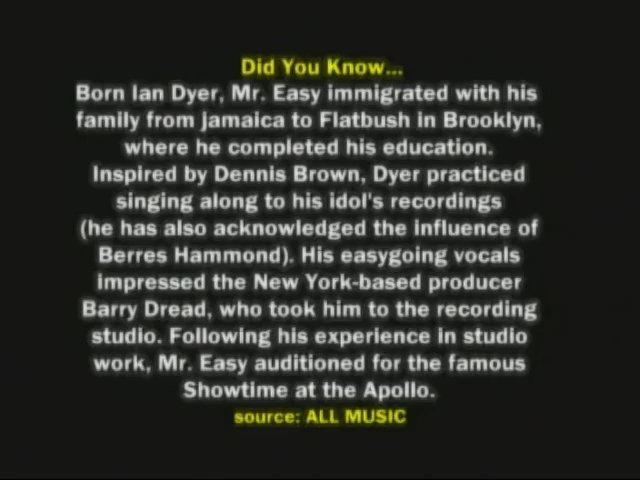 Did You Know...
Born Ian Dyer, Mr. Easy immigrated with his
family from jamaica to Flatbush in Brooklyn,
where he completed his education.
Inspired by Dennis Brown, Dyer practiced
singing along to his idol's recordings
(he has also acknowledged the influence of
Berres Hammond). His easygoing vocals
impressed the New York-based producer
Barry Dread, who took him to the recording
studio. Following his experience in studio
work, Mr. Easy auditioned for the famous
Showtime at the Apollo.
source: ALL MUSIC